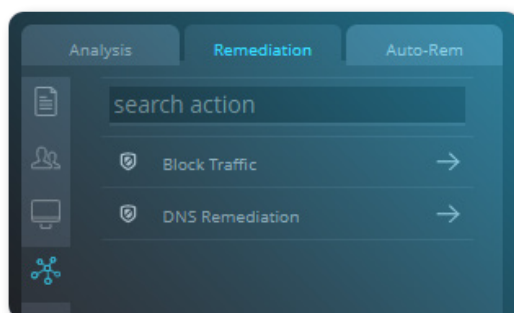 Analysis Remediation Auto-Rem
search action
Block Traffic
DNS Remediation